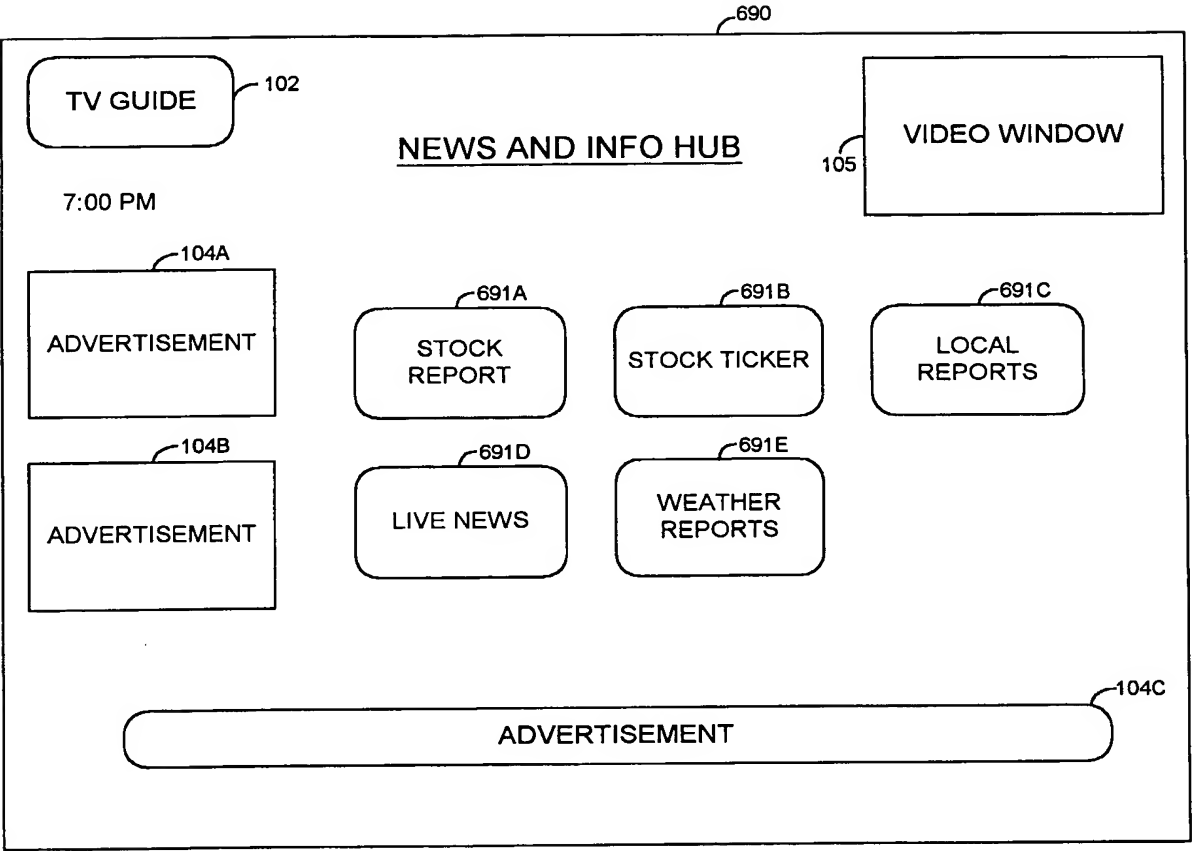 690
TV GUIDE
102
NEWS AND INFO HUB
105
VIDEO WINDOW
7:00 PM
104A
ADVERTISEMENT
691A
STOCK
REPORT
691B
STOCK TICKER
691C
LOCAL
REPORTS
104B
ADVERTISEMENT
691D
LIVE NEWS
691E
WEATHER
REPORTS
104C
ADVERTISEMENT